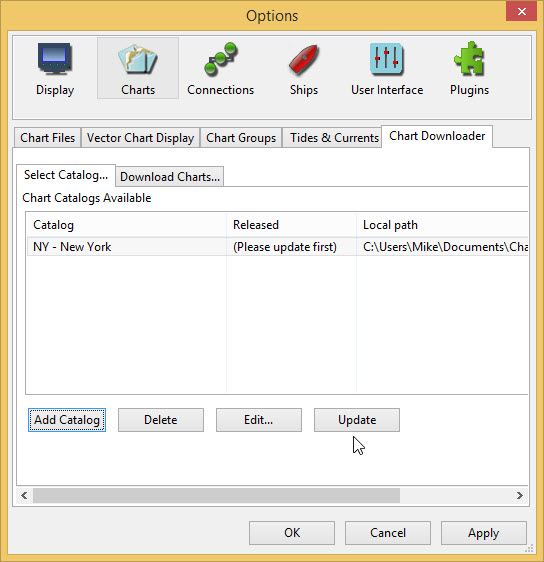 Options
Display Charts Connections Ships User Interface Plugins
Chart Files Vector Chart Display Chart Groups Tides & Currents Chart Downloader
Select Catalog... Download Charts...
Chart Catalogs Available
Catalog Released Local path
NY - New York (Please update first) C:\Users\Mike\Documents\Cha
Add Catalog Delete Edit... Update
OK Cancel Apply